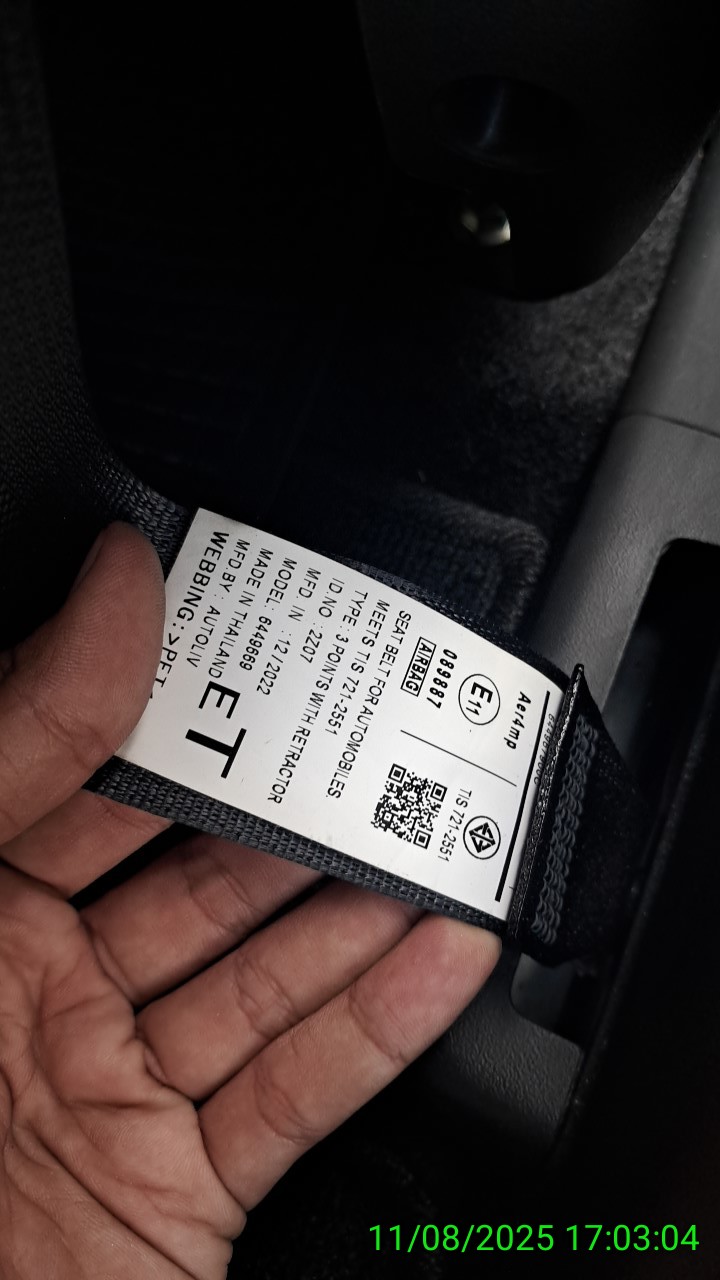 Aer4mp
E11
089887
AIRBAG
TIS 721-2551
SEAT BELT FOR AUTOMOBILES.
MEETS TIS 721-2551
TYPE : 3 POINTS WITH RETRACTOR
ID.NO : 2207
MFD. IN : 12 / 2022
MODEL: 6449669
MADE IN THAILAND
MFD.BY : AUTOLIV
ET
WEBBING: >PET
11/08/2025 17:03:04